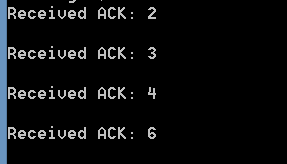 Received ACK: 2
Received ACK: 3
Received ACK: 4
Received ACK: 6